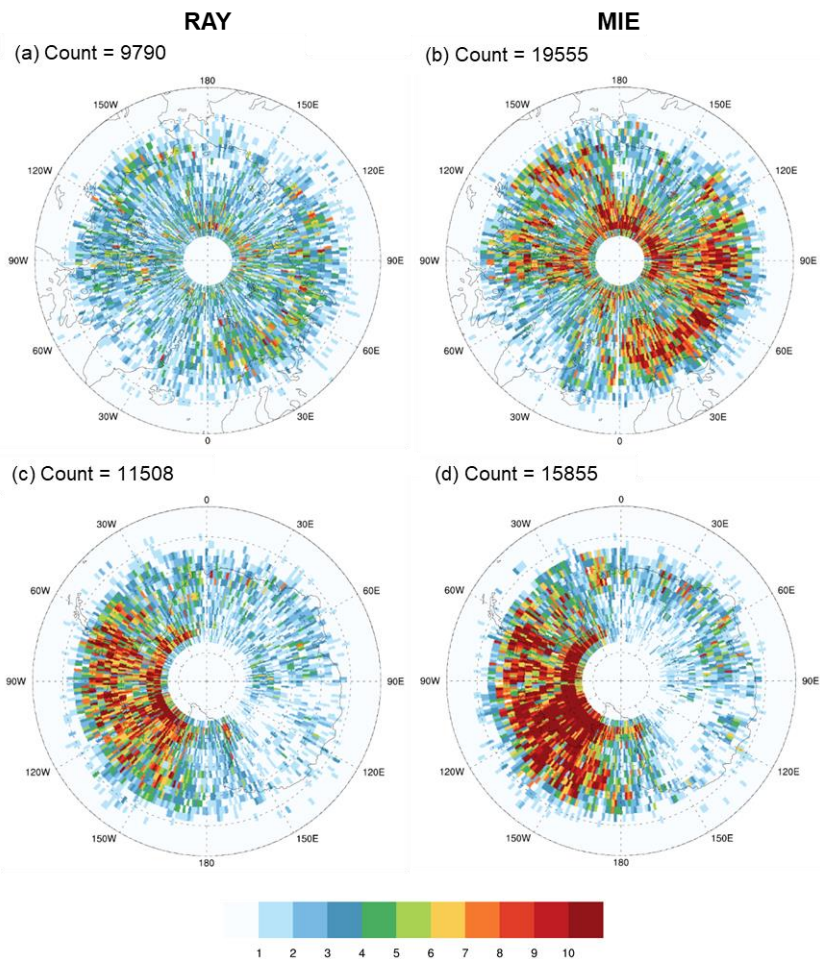 RAY MIE
(a) Count = 9790 (b) Count = 19555
180 180
150W 150E 150W 150E
120W 120E 120W 120E
90W 90E 90W 90E
60W 60E 60W 60E
30W 30E 30W 30E
0 0
(c) Count = 11508 (d) Count = 15855
0 0
30W 30E 30W 30E
60W 60E 60W 60E
90W 90E 90W 90E
120W 120E 120W 120E
150W 150E 150W 150E
180 180
1 2 3 4 5 6 7 8 9 10